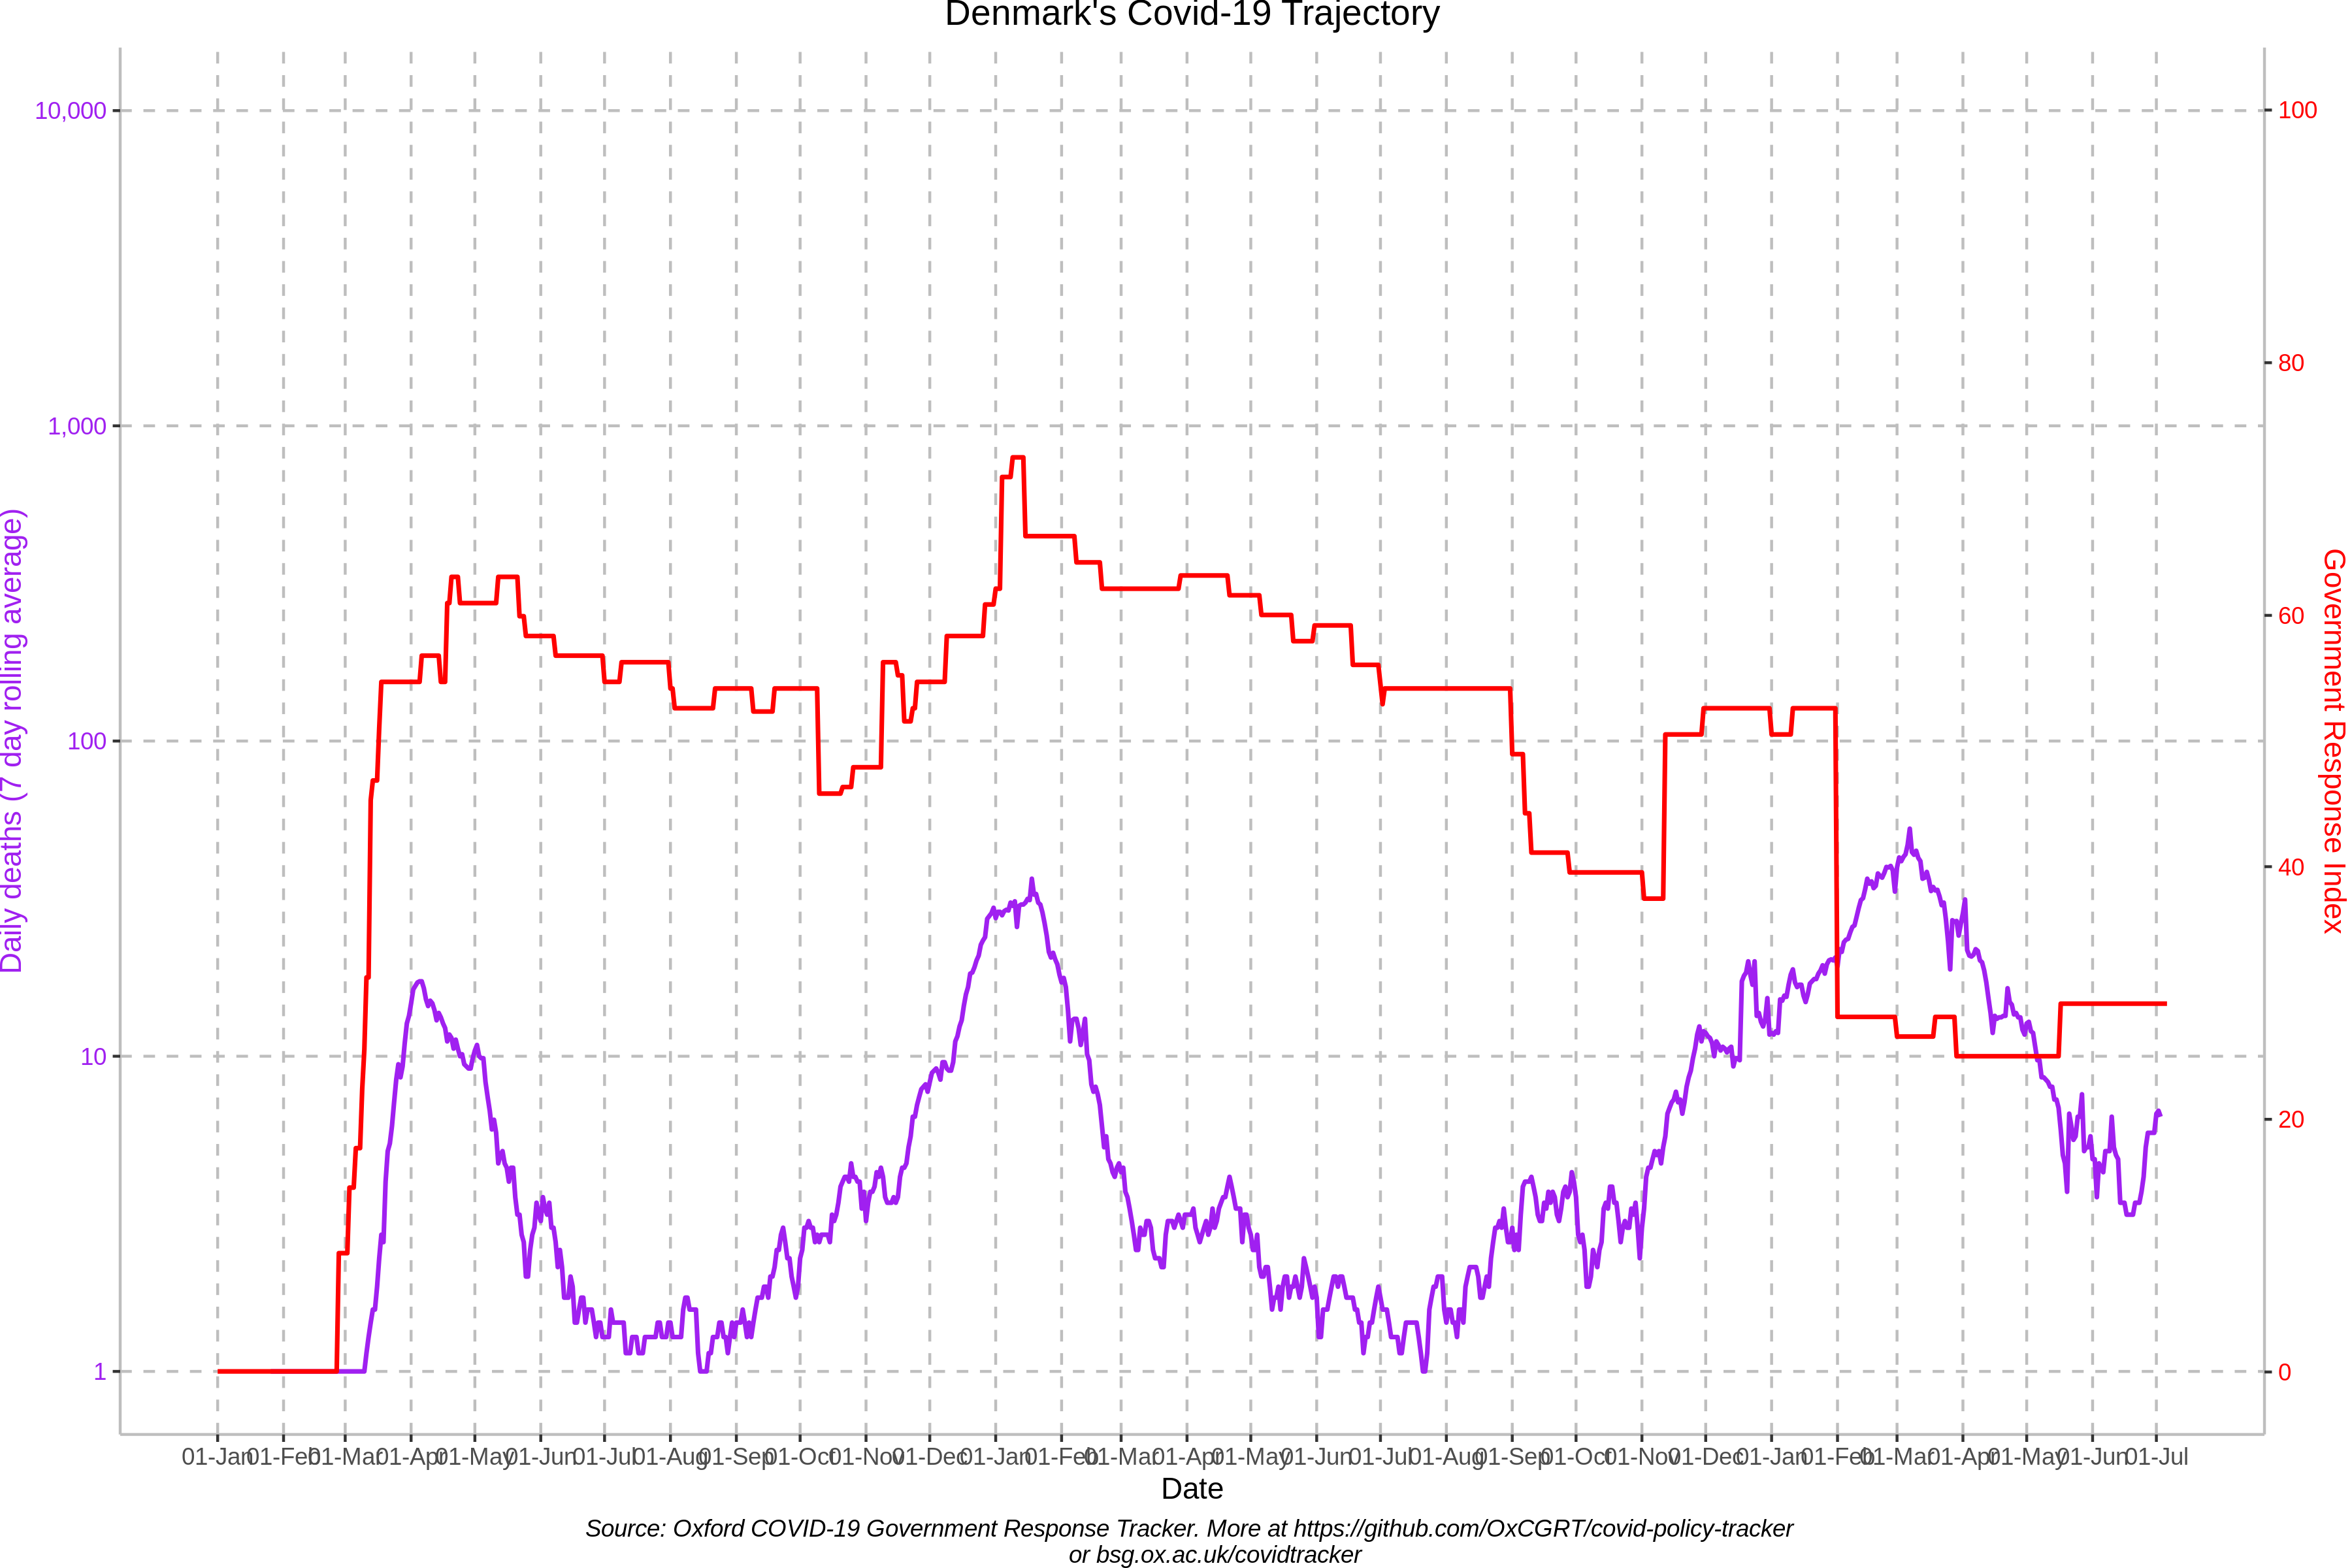 Denmark's Covid-19 Trajectory
10,000
1,000
100
10
1
Daily deaths (7 day rolling average)
100
80
60
40
20
0
Government Response Index
01-Jan 01-Feb 01-Mar 01-Apr 01-May 01-Jun 01-Jul 01-Aug 01-Sep 01-Oct 01-Nov 01-Dec 01-Jan 01-Feb 01-Mar 01-Apr 01-May 01-Jun 01-Jul 01-Aug 01-Sep 01-Oct 01-Nov 01-Dec 01-Jan 01-Feb 01-Mar 01-Apr 01-May 01-Jun 01-Jul
Date
Source: Oxford COVID-19 Government Response Tracker. More at https://github.com/OxCGRT/covid-policy-tracker
or bsg.ox.ac.uk/covidtracker